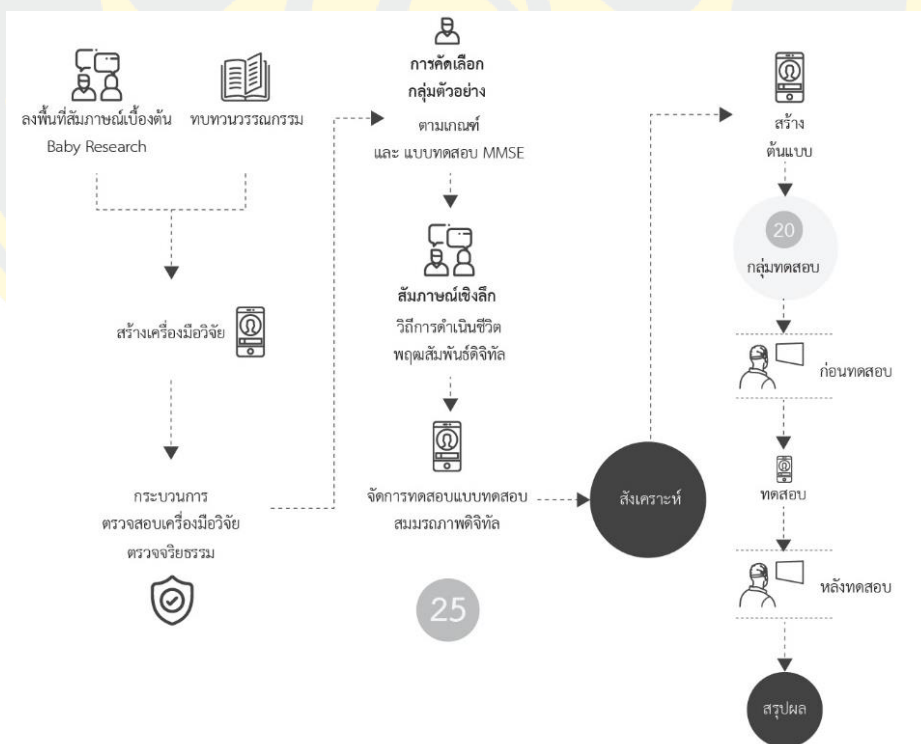 ลงพื้นที่สัมภาษณ์เบื้องต้น
Baby Research
ทบทวนวรรณกรรม
สร้างเครื่องมือวิจัย
กระบวนการ
ตรวจสอบเครื่องมือวิจัย
ตรวจจริยธรรม
การคัดเลือก
กลุ่มตัวอย่าง
ตามเกณฑ์
และ แบบทดสอบ MMSE
สัมภาษณ์เชิงลึก
วิถีการดำเนินชีวิต
พฤฒสัมพันธ์ดิจิทัล
จัดการทดสอบแบบทดสอบ
สมมรถภาพดิจิทัล
25
สังเคราะห์
สร้าง
ต้นแบบ
20
กลุ่มทดสอบ
ก่อนทดสอบ
ทดสอบ
หลังทดสอบ
สรุปผล